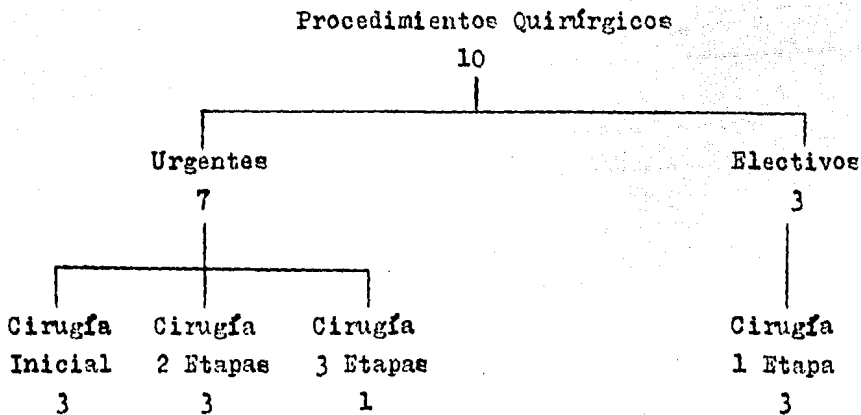 Procedimientos Quirúrgicos
10
Urgentes Electivos
7 3
Cirugía Cirugía Cirugía Cirugía
Inicial 2 Etapas 3 Etapas 1 Etapa
3 3 1 3